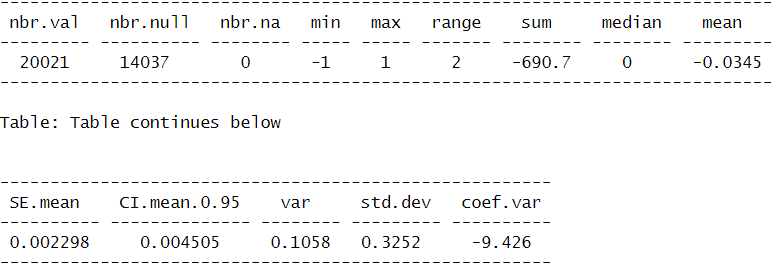 nbr.val nbr.null nbr.na min max range sum median mean
20021 14037 0 -1 1 2 -690.7 0 -0.0345
Table: Table continues below
SE.mean CI.mean.0.95 var std.dev coef.var
0.002298 0.004505 0.1058 0.3252 -9.426